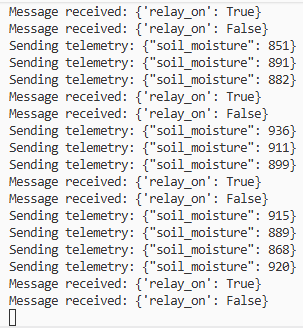 Message received: {'relay_on': True}
Message received: {'relay_on': False}
Sending telemetry: {"soil_moisture": 851}
Sending telemetry: {"soil_moisture": 891}
Sending telemetry: {"soil_moisture": 882}
Message received: {'relay_on': True}
Message received: {'relay_on': False}
Sending telemetry: {"soil_moisture": 936}
Sending telemetry: {"soil_moisture": 911}
Sending telemetry: {"soil_moisture": 899}
Message received: {'relay_on': True}
Message received: {'relay_on': False}
Sending telemetry: {"soil_moisture": 915}
Sending telemetry: {"soil_moisture": 889}
Sending telemetry: {"soil_moisture": 868}
Sending telemetry: {"soil_moisture": 920}
Message received: {'relay_on': True}
Message received: {'relay_on': False}